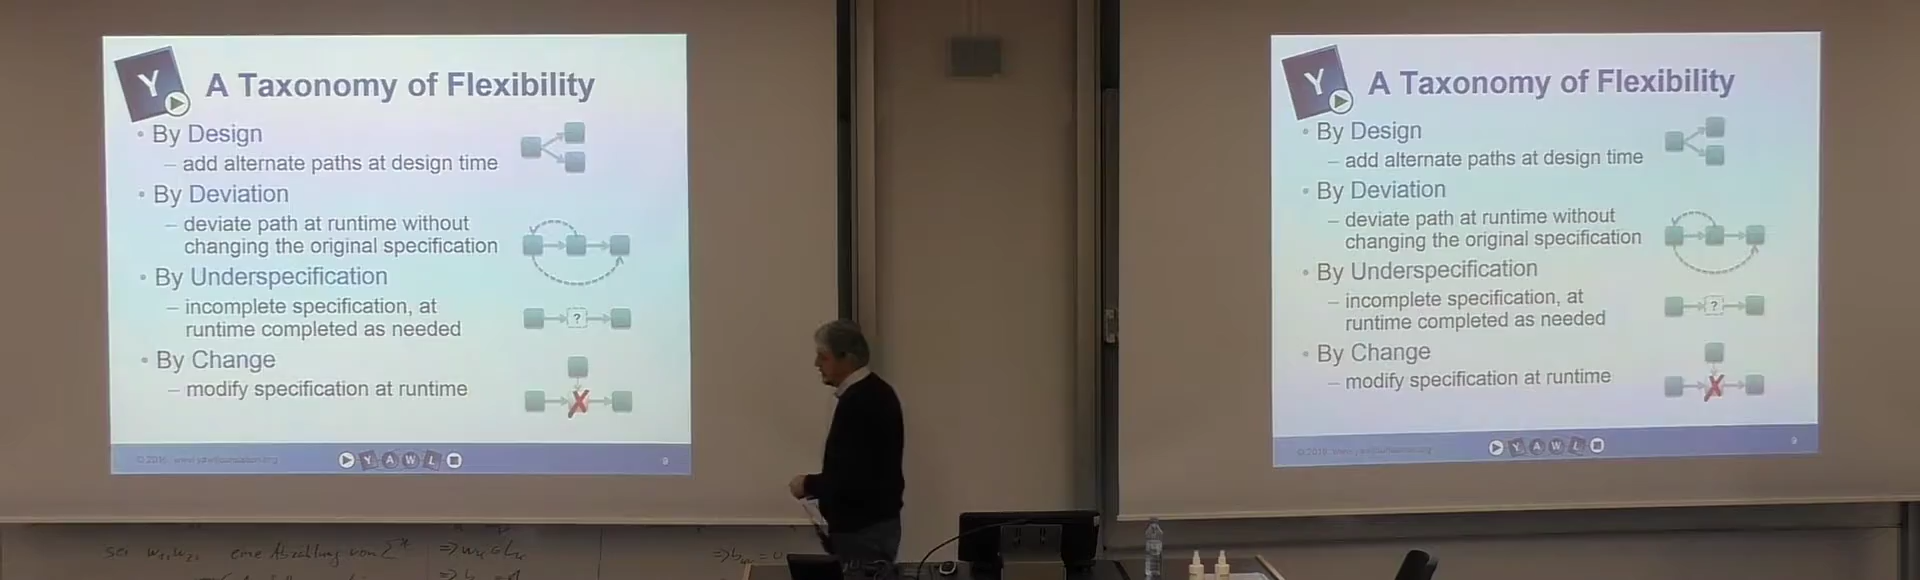 Y
A Taxonomy of Flexibility
• By Design
– add alternate paths at design time
• By Deviation
– deviate path at runtime without
changing the original specification
• By Underspecification
– incomplete specification, at
runtime completed as needed
?
• By Change
– modify specification at runtime
X
Y A W L
9
Y
A Taxonomy of Flexibility
• By Design
– add alternate paths at design time
• By Deviation
– deviate path at runtime without
changing the original specification
• By Underspecification
– incomplete specification, at
runtime completed as needed
?
• By Change
– modify specification at runtime
X
Y A W L
9
eine Abzählung von Σ*